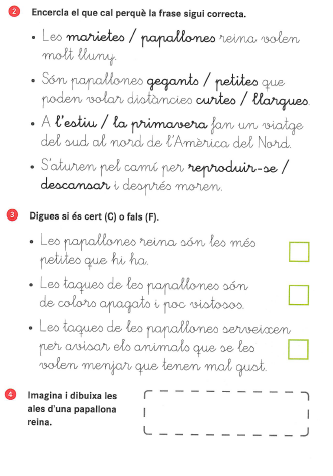 2 Encercla el que cal perquè la frase sigui correcta.
• Les marietes / papallones reina volen
molt lluny.
• Són papallones gegants / petites que
poden volar distàncies curtes / llargues.
• A l'estiu / la primavera fan un viatge
del sud al nord de l'Amèrica del Nord.
• S'aturen pel camí per reproduir-se /
descansar i després moren.
3 Digues si és cert (C) o fals (F).
• Les papallones reina són les més
petites que hi ha.
• Les taques de les papallones són
de colors apagats i poc vistosos.
• Les taques de les papallones serveixen
per avisar els animals que se les
volen menjar que tenen mal gust.
4 Imagina i dibuixa les
ales d'una papallona
reina.